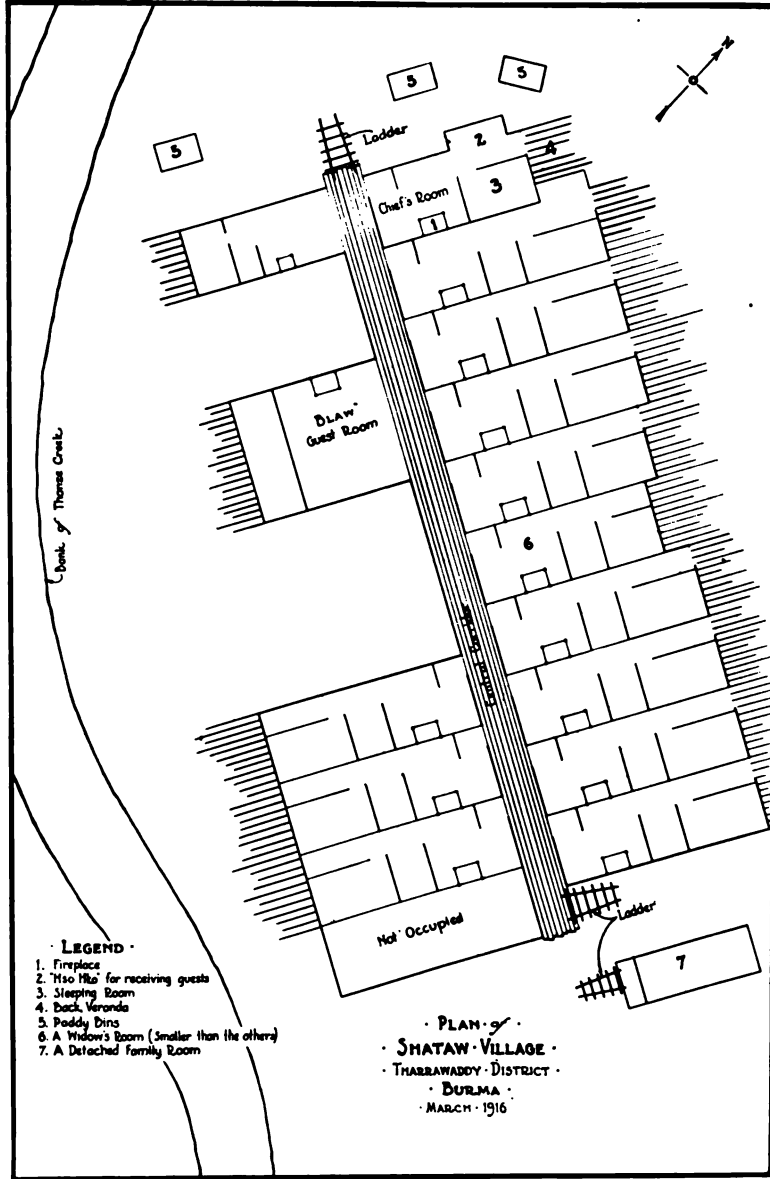 N
5
5
5
Ladder
2
4
3
Chief's Room
1
BLAW
Guest Room
Bank of Thonze Creek
6
Not Occupied
Ladder
7
· LEGEND ·
1. Fireplace
2. "Hso Hko" for receiving guests
3. Sleeping Room
4. Back Veranda
5. Paddy Bins
6. A Widow's Room (Smaller than the others)
7. A Detached Family Room
· PLAN · of
· SHATAW · VILLAGE ·
· THARRAWADDY · DISTRICT ·
· BURMA ·
· MARCH · 1916